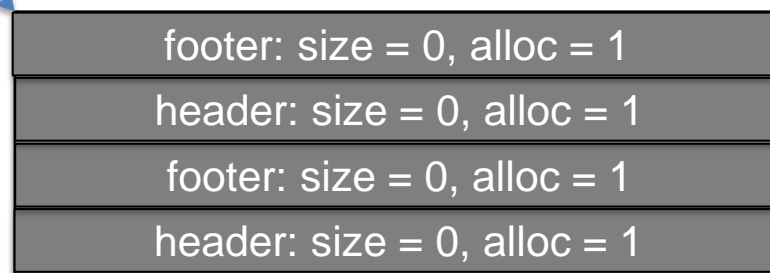 footer: size = 0, alloc = 1
header: size = 0, alloc = 1
footer: size = 0, alloc = 1
header: size = 0, alloc = 1